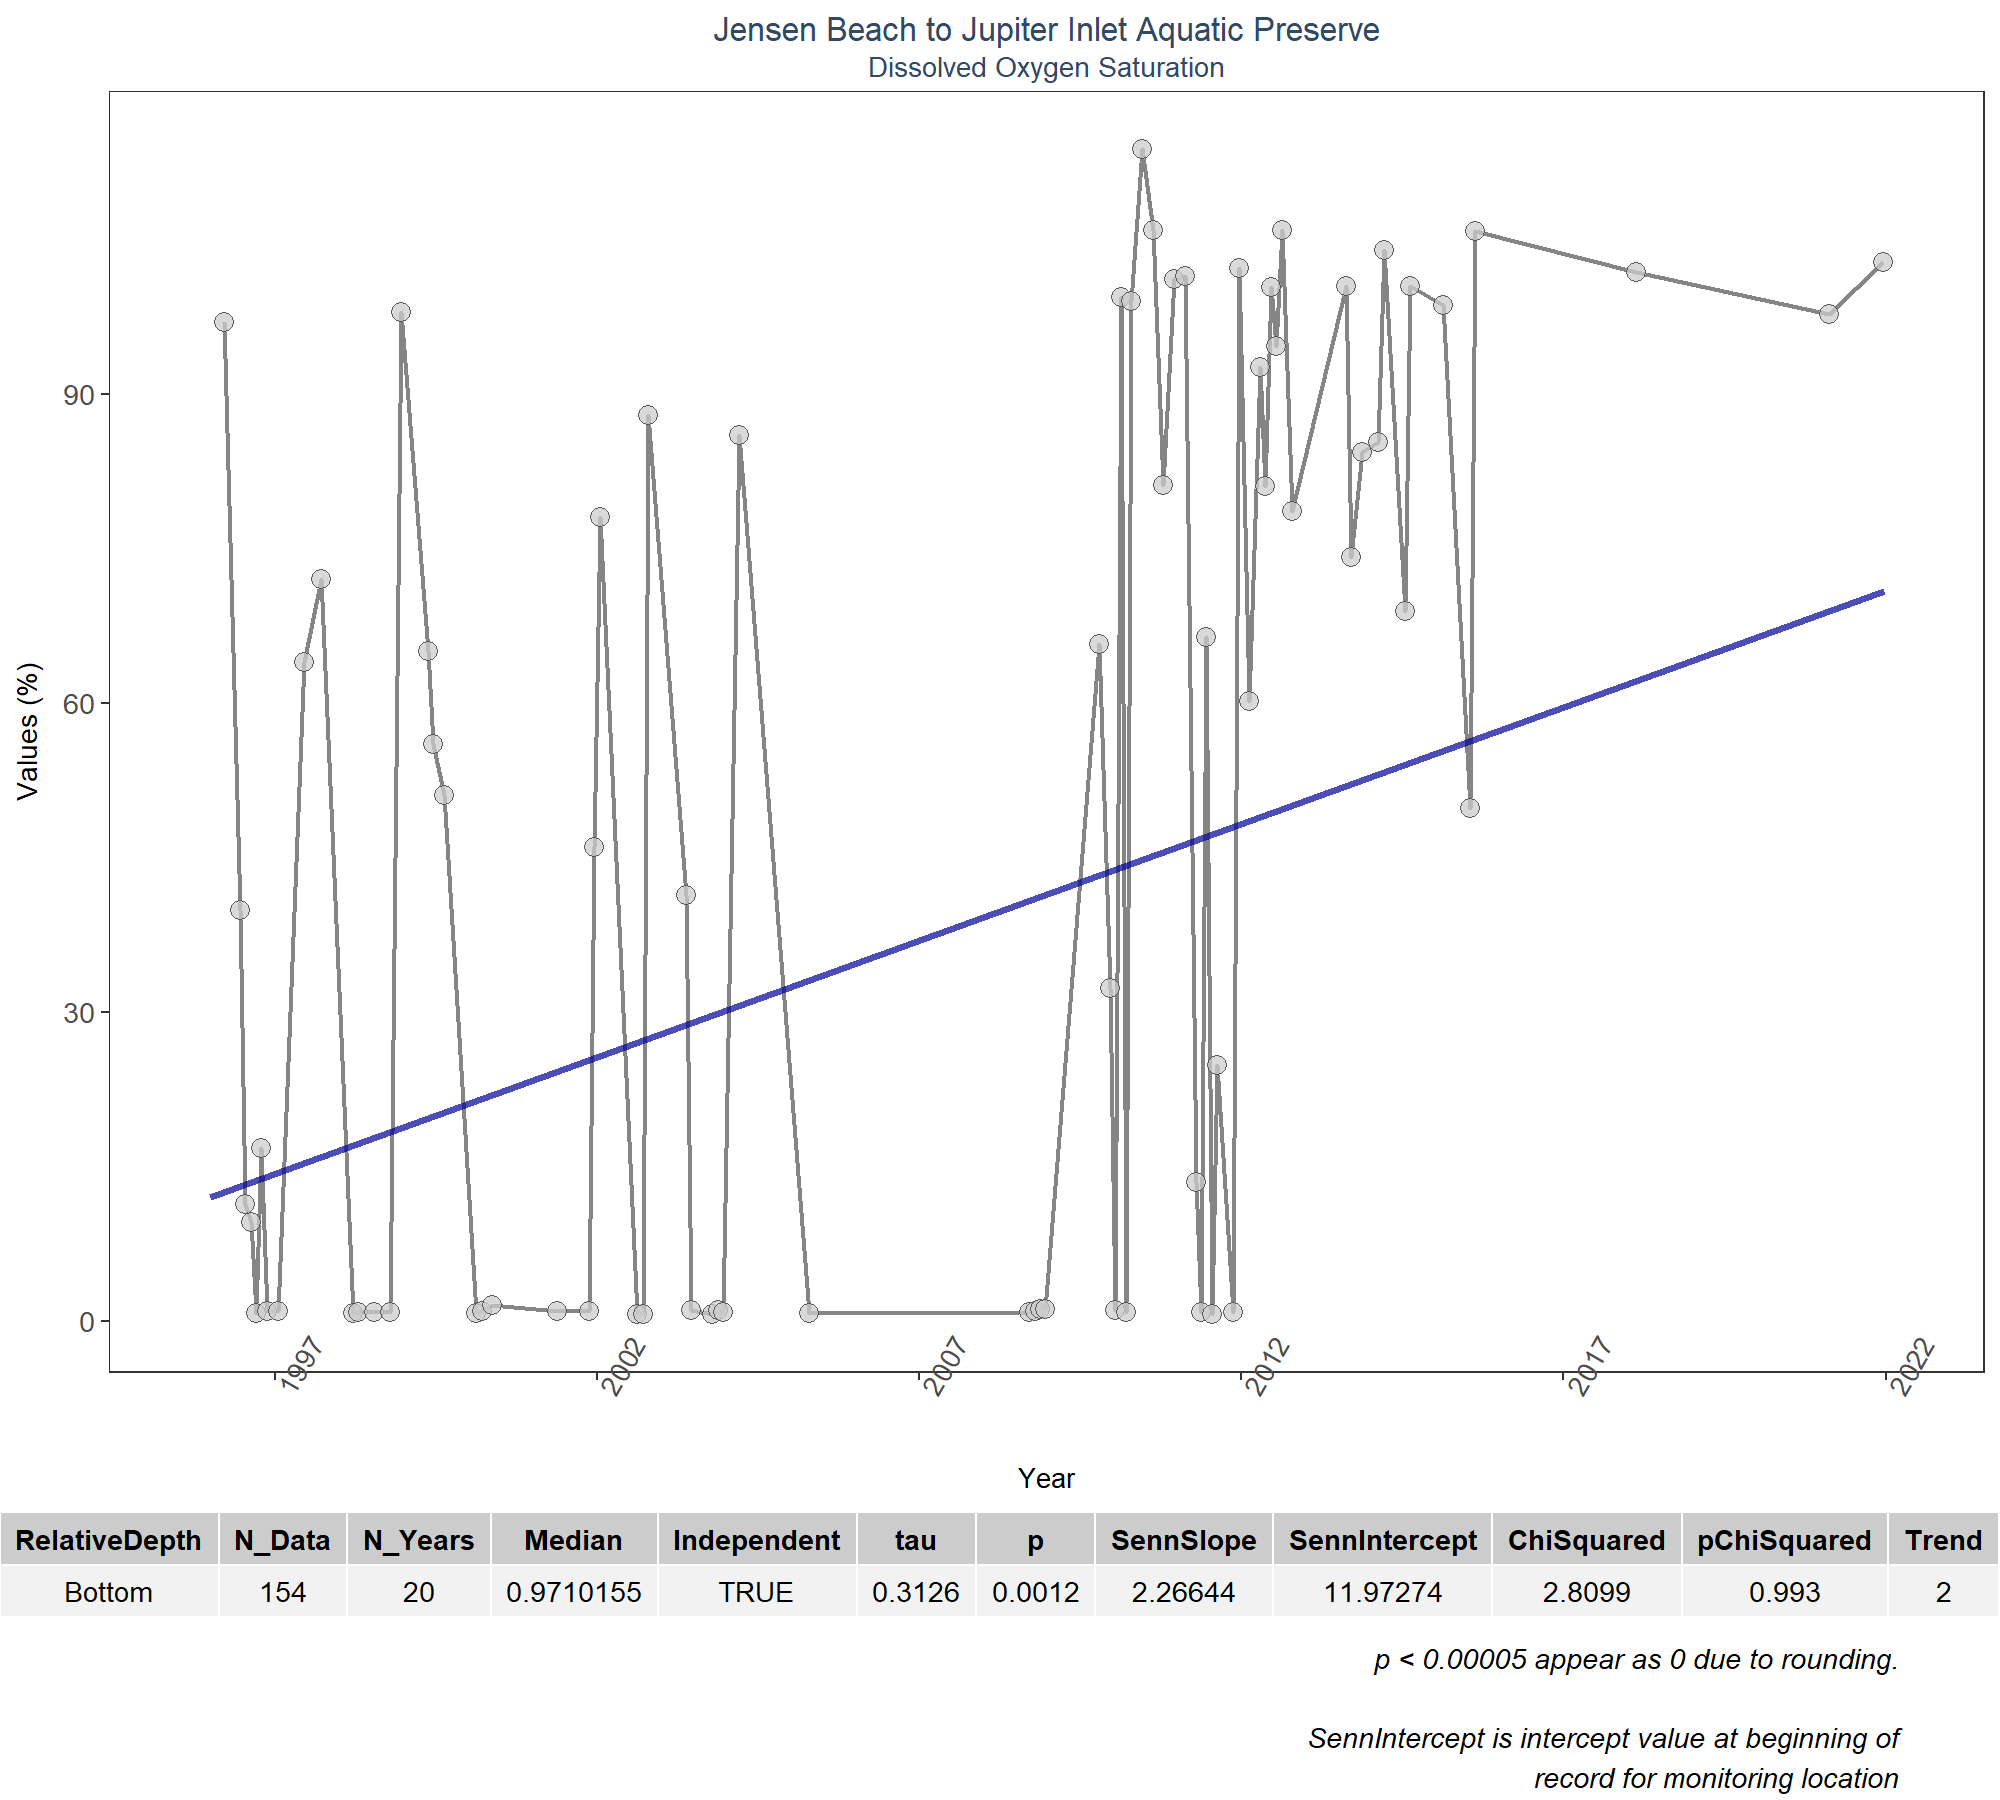 Jensen Beach to Jupiter Inlet Aquatic Preserve
Dissolved Oxygen Saturation
Values (%)
90
60
30
0
1997 2002 2007 2012 2017 2022
Year
RelativeDepth N_Data N_Years Median Independent tau p SennSlope SennIntercept ChiSquared pChiSquared Trend
Bottom 154 20 0.9710155 TRUE 0.3126 0.0012 2.26644 11.97274 2.8099 0.993 2
p < 0.00005 appear as 0 due to rounding.
SennIntercept is intercept value at beginning of
record for monitoring location